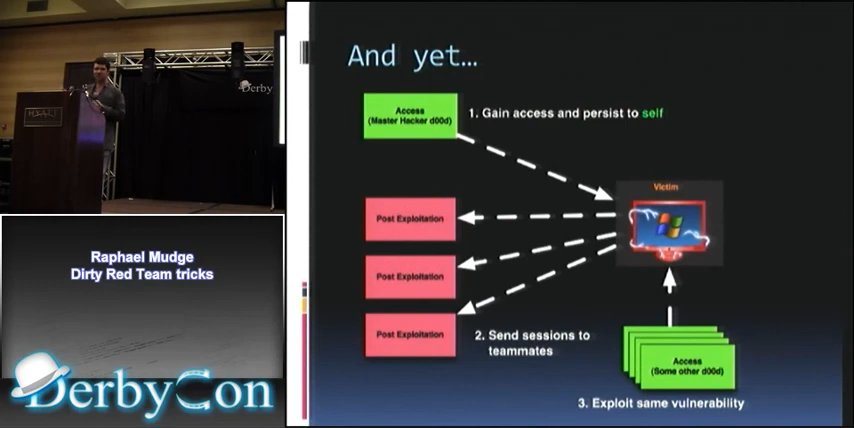 HYATT
Derby
Raphael Mudge
Dirty Red Team tricks
DerbyCon
And yet...
Access
(Master Hacker d00d)
1. Gain access and persist to self
Victim
Post Exploitation
Post Exploitation
Post Exploitation
2. Send sessions to
teammates
Access
(Some other d00d)
3. Exploit same vulnerability